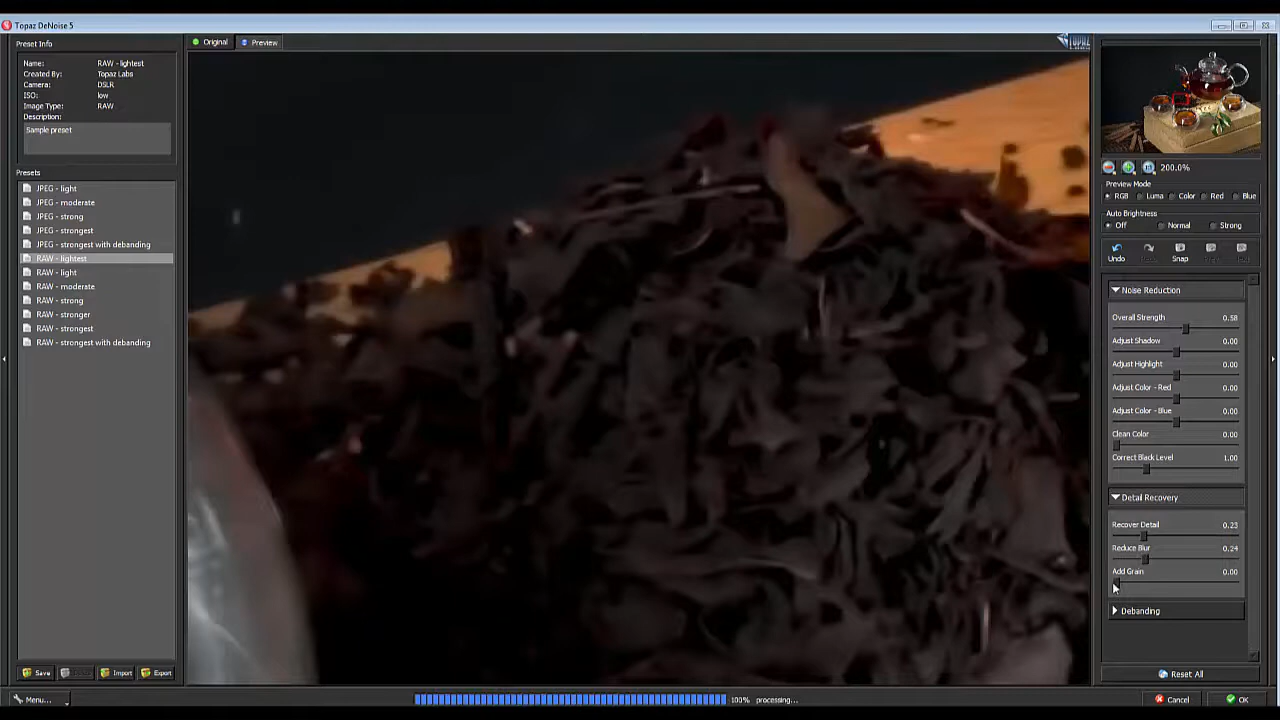 Topaz DeNoise 5
Preset Info
Name: RAW - lightest
Created By: Topaz Labs
Camera: DSLR
ISO: low
Image Type: RAW
Description:
Sample preset
Presets
JPEG - light
JPEG - moderate
JPEG - strong
JPEG - strongest
JPEG - strongest with debanding
RAW - lightest
RAW - light
RAW - moderate
RAW - strong
RAW - stronger
RAW - strongest
RAW - strongest with debanding
Save
Import
Export
Menu...
Original
Preview
TOPAZ
100% processing...
200.0%
Preview Mode
RGB Luma Color Red Blue
Auto Brightness
Off Normal Strong
Undo
Snap
Noise Reduction
Overall Strength 0.58
Adjust Shadow 0.00
Adjust Highlight 0.00
Adjust Color - Red 0.00
Adjust Color - Blue 0.00
Clean Color 0.00
Correct Black Level 1.00
Detail Recovery
Recover Detail 0.23
Reduce Blur 0.24
Add Grain 0.00
Debanding
Reset All
Cancel
OK